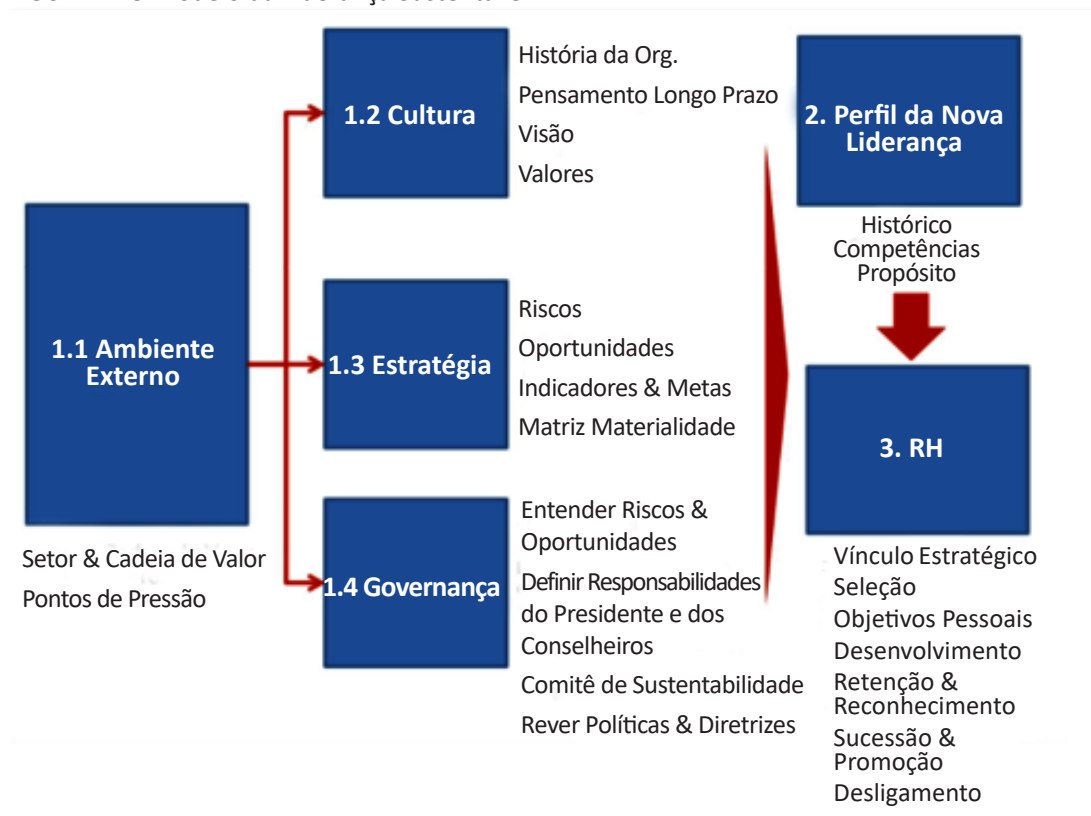 1.1 Ambiente
Externo
Setor & Cadeia de Valor
Pontos de Pressão
1.2 Cultura
História da Org.
Pensamento Longo Prazo
Visão
Valores
1.3 Estratégia
Riscos
Oportunidades
Indicadores & Metas
Matriz Materialidade
1.4 Governança
Entender Riscos &
Oportunidades
Definir Responsabilidades
do Presidente e dos
Conselheiros
Comitê de Sustentabilidade
Rever Políticas & Diretrizes
2. Perfil da Nova
Liderança
Histórico
Competências
Propósito
3. RH
Vínculo Estratégico
Seleção
Objetivos Pessoais
Desenvolvimento
Retenção &
Reconhecimento
Sucessão &
Promoção
Desligamento